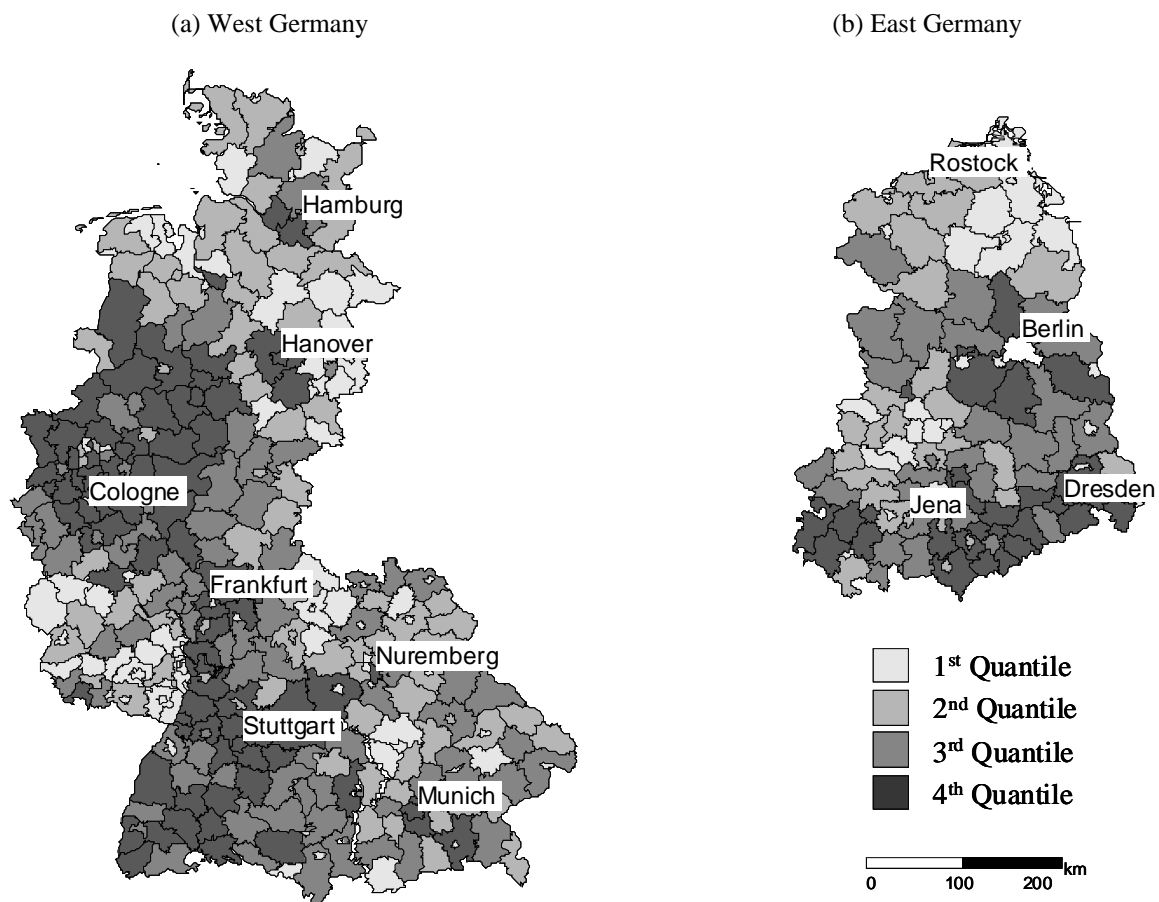 (a) West Germany
(b) East Germany
Rostock
Hamburg
Berlin
Hanover
Cologne
Jena
Dresden
Frankfurt
Nuremberg
Stuttgart
Munich
1st Quantile
2nd Quantile
3rd Quantile
4th Quantile
km
0 100 200